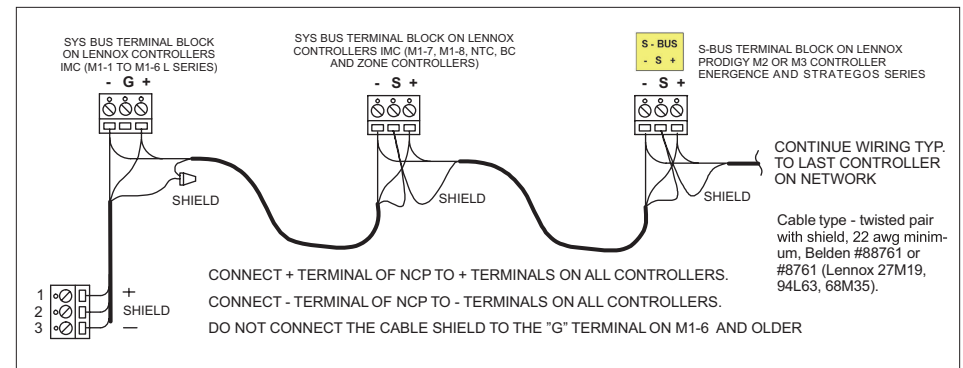 SYS BUS TERMINAL BLOCK
ON LENNOX CONTROLLERS
IMC (M1-1 TO M1-6 L SERIES)
- G +
SYS BUS TERMINAL BLOCK ON LENNOX
CONTROLLERS IMC (M1-7, M1-8, NTC, BC
AND ZONE CONTROLLERS)
- S +
S - BUS
- S +
S-BUS TERMINAL BLOCK ON LENNOX
PRODIGY M2 OR M3 CONTROLLER
ENERGENCE AND STRATEGOS SERIES
- S +
SHIELD
SHIELD
SHIELD
CONTINUE WIRING TYP.
TO LAST CONTROLLER
ON NETWORK
Cable type - twisted pair
with shield, 22 awg minim-
um, Belden #88761 or
#8761 (Lennox 27M19,
94L63, 68M35).
1 +
2 SHIELD
3 —
CONNECT + TERMINAL OF NCP TO + TERMINALS ON ALL CONTROLLERS.
CONNECT - TERMINAL OF NCP TO - TERMINALS ON ALL CONTROLLERS.
DO NOT CONNECT THE CABLE SHIELD TO THE ”G” TERMINAL ON M1-6 AND OLDER